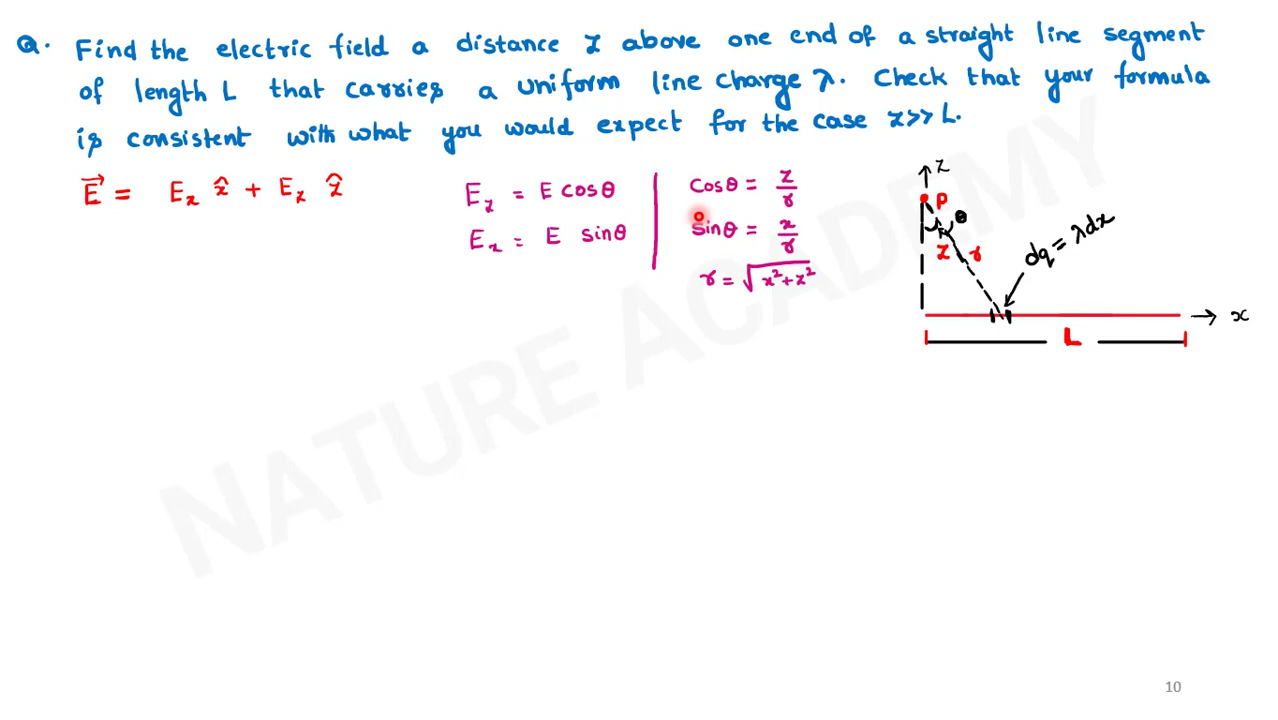 Q. Find the electric field a distance z above one end of a straight line segment
of length L that carries a uniform line charge λ. Check that your formula
is consistent with what you would expect for the case z>> L.
E⃗ = Eₓ x̂ + E_z ẑ
E_z = E cosθ
Eₓ = E sinθ
Cosθ = z/r
sinθ = x/r
r = √(x²+z²)
z
P
θ
z r
dq = λdx
x
L
NATURE ACADEMY
10